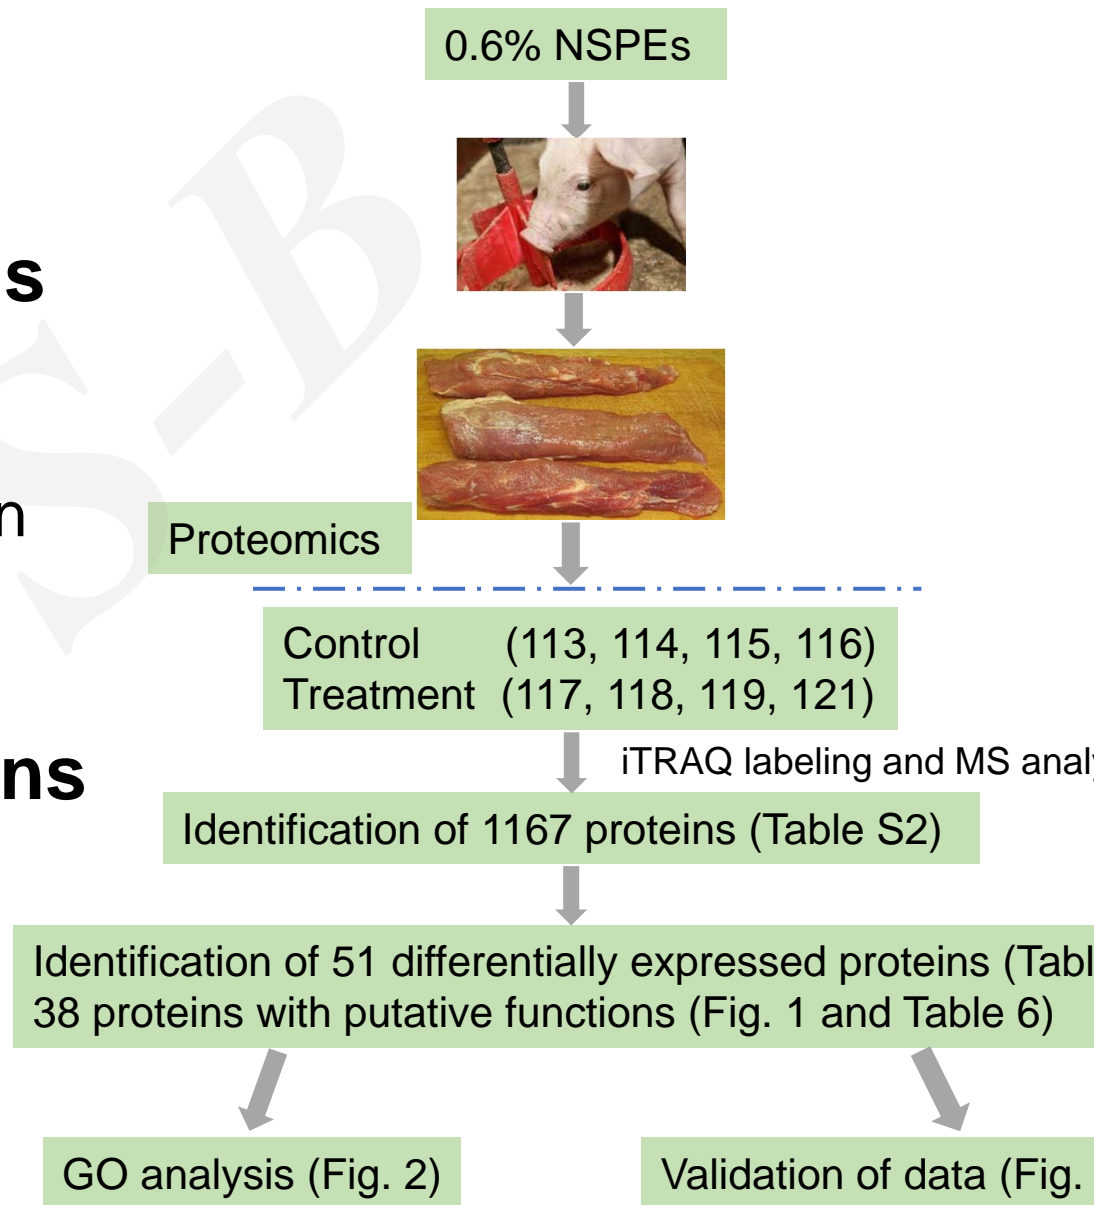 0.6% NSPEs
s
n
Proteomics
Control (113, 114, 115, 116)
Treatment (117, 118, 119, 121)
ns
iTRAQ labeling and MS
Identification of 1167 proteins (Table S2)
Identification of 51 differentially expressed proteins
38 proteins with putative functions (Fig. 1 and Table 6)
GO analysis (Fig. 2)
Validation of data (Fig.
S-B